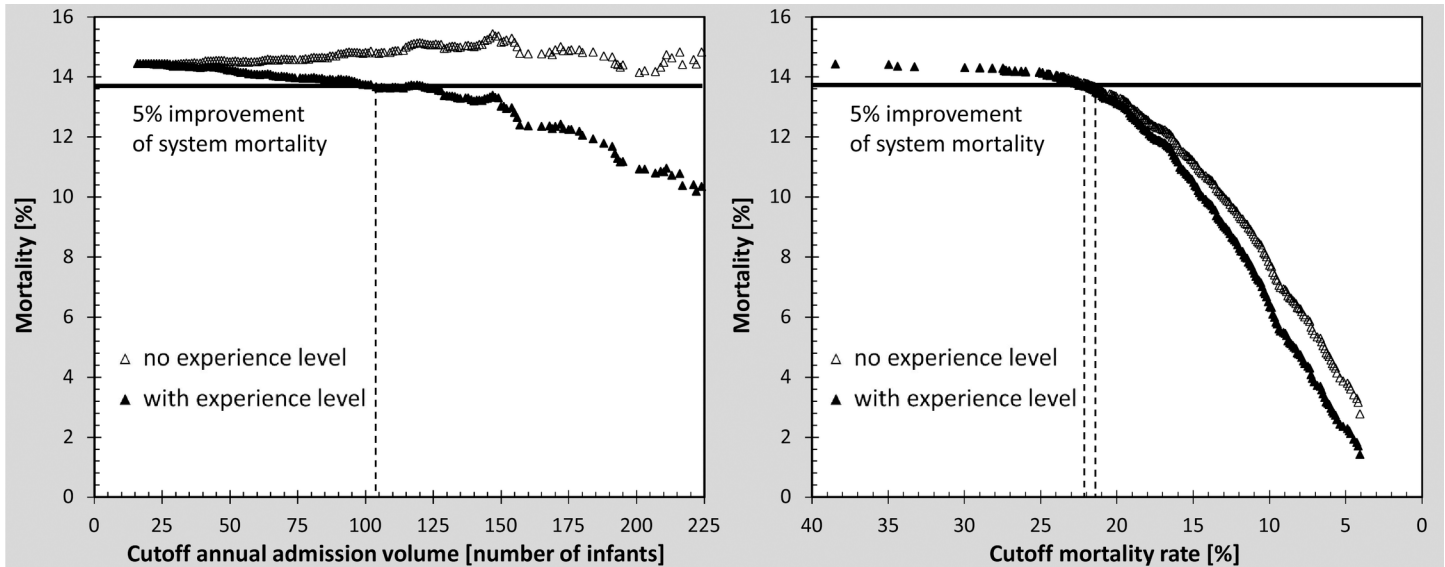 16
14
12
10
8
6
4
2
0
Mortality [%]
5% improvement
of system mortality
no experience level
with experience level
0 25 50 75 100 125 150 175 200 225
Cutoff annual admission volume [number of infants]
16
14
12
10
8
6
4
2
0
Mortality [%]
5% improvement
of system mortality
no experience level
with experience level
40 35 30 25 20 15 10 5 0
Cutoff mortality rate [%]